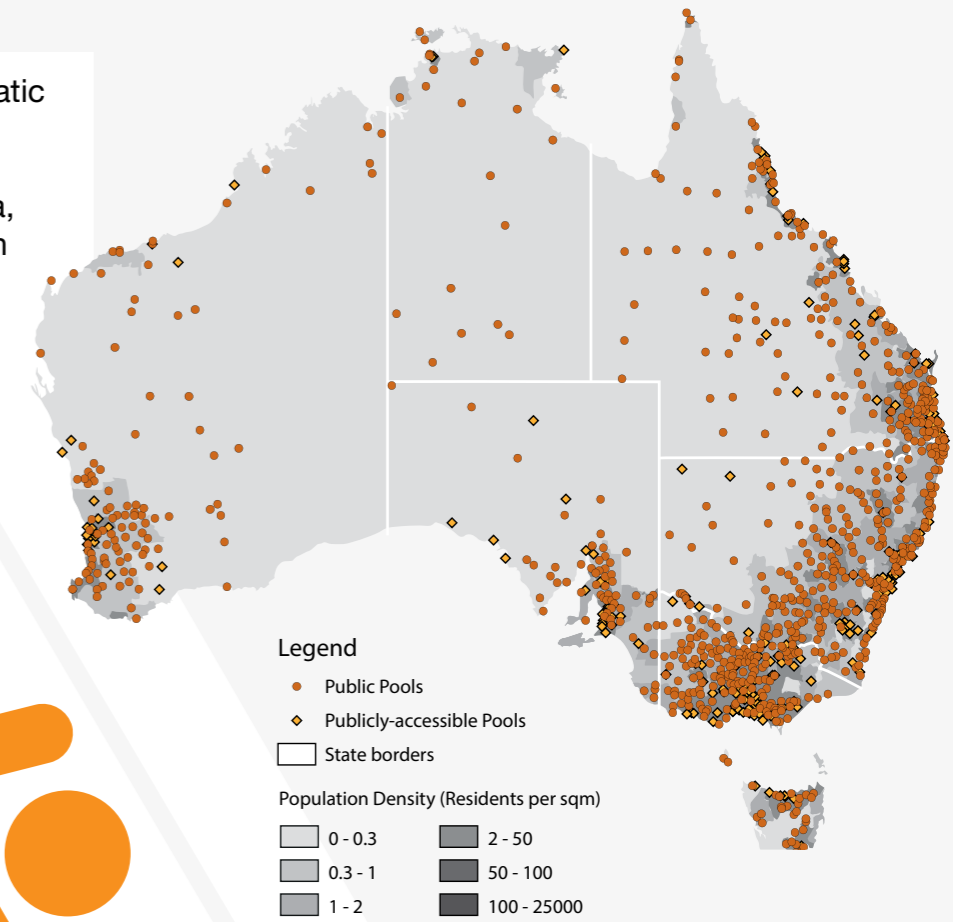 atic
a,
n
Legend
Public Pools
Publicly-accessible Pools
State borders
Population Density (Residents per sqm)
0 - 0.3
0.3 - 1
1 - 2
2 - 50
50 - 100
100 - 25000